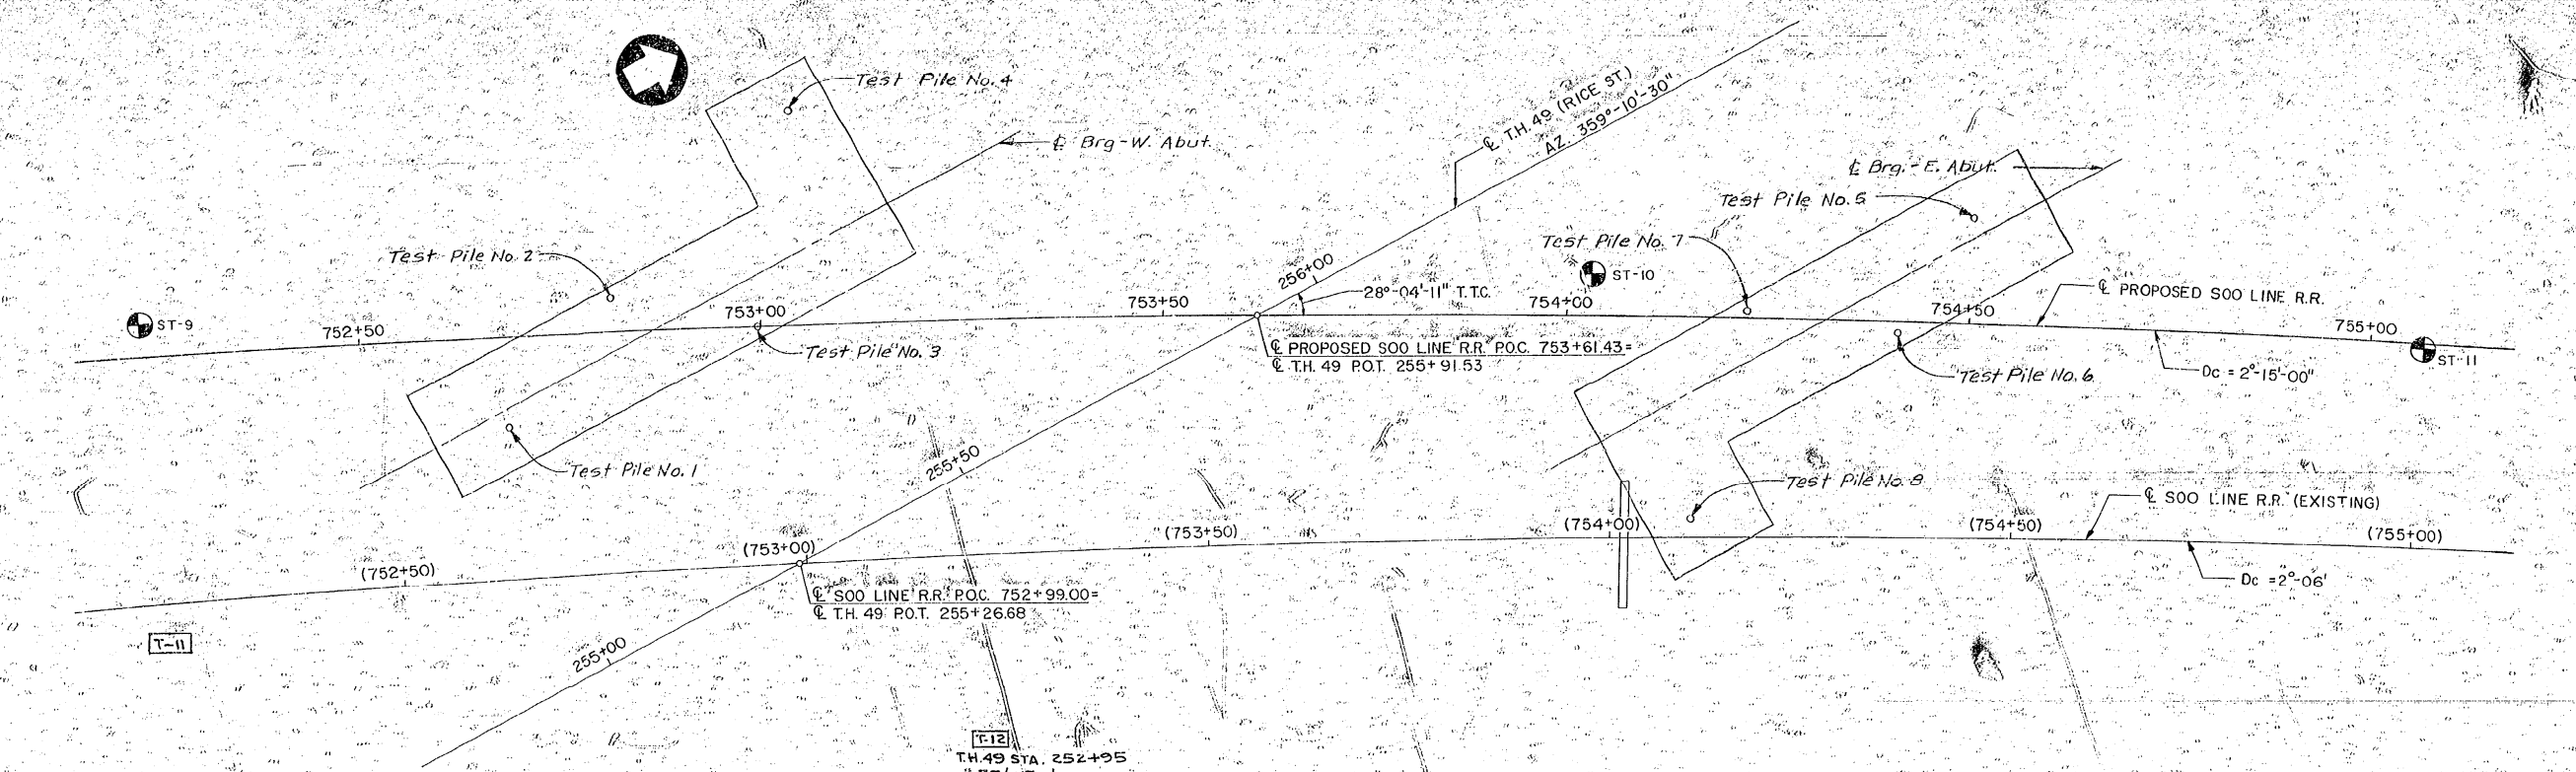 Test Pile No. 4
℄ Brg-W. Abut.
℄ T.H. 49 (RICE ST.)
AZ. 359°-10'-30"
℄ Brg.-E. Abut.
Test Pile No. 5
Test Pile No. 7
Test Pile No. 2
256+00
ST-10
28°-04'-11" T.T.C.
℄ PROPOSED SOO LINE R.R.
ST-9
752+50
753+00
753+50
754+00
754+50
755+00
Test Pile No. 3
℄ PROPOSED SOO LINE R.R. P.O.C. 753+61.43=
℄ T.H. 49 P.O.T. 255+91.53
Test Pile No. 6
Dc = 2°-15'-00"
ST-11
Test Pile No. 1
255+50
Test Pile No. 8
℄ SOO LINE R.R. (EXISTING)
(752+50)
(753+00)
(753+50)
(754+00)
(754+50)
(755+00)
Dc = 2°-06'
℄ SOO LINE R.R. P.O.C. 752+99.00=
℄ T.H. 49 P.O.T. 255+26.68
T-11
255+00
T-12
T.H.49 STA. 252+95